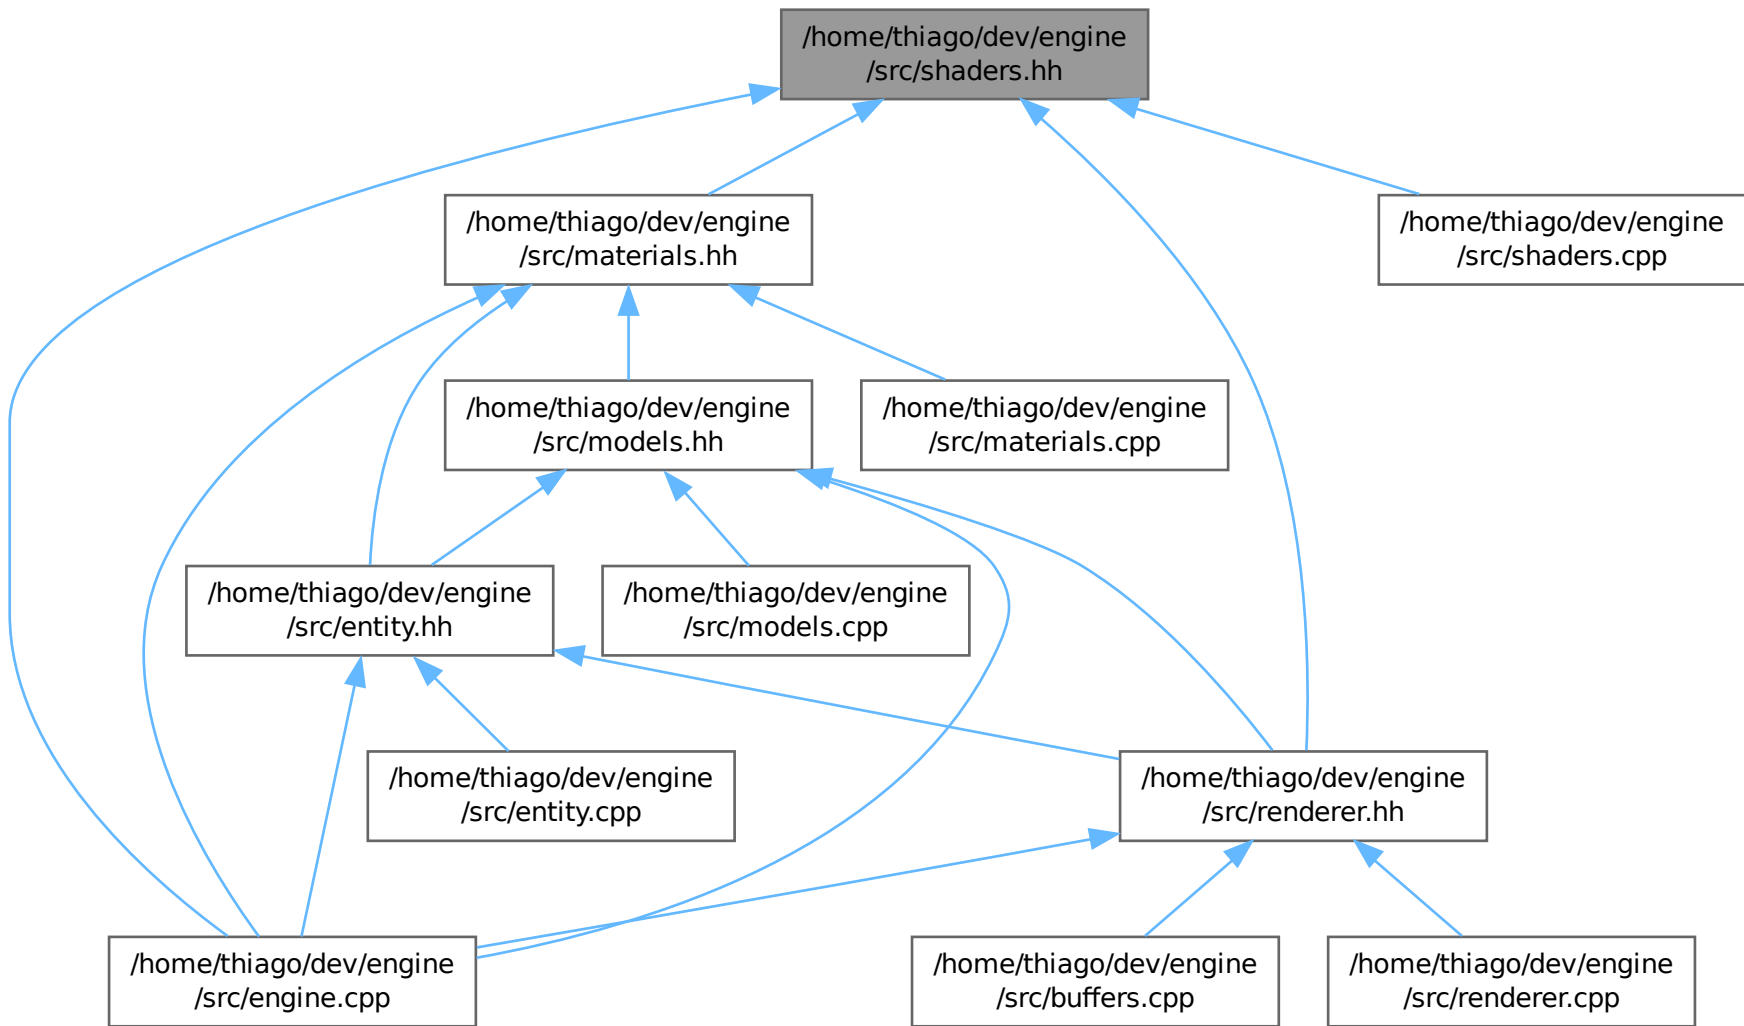 /home/thiago/dev/engine
/src/shaders.hh
/home/thiago/dev/engine
/src/materials.hh
/home/thiago/dev/engine
/src/shaders.cpp
/home/thiago/dev/engine
/src/models.hh
/home/thiago/dev/engine
/src/materials.cpp
/home/thiago/dev/engine
/src/entity.hh
/home/thiago/dev/engine
/src/models.cpp
/home/thiago/dev/engine
/src/entity.cpp
/home/thiago/dev/engine
/src/renderer.hh
/home/thiago/dev/engine
/src/engine.cpp
/home/thiago/dev/engine
/src/buffers.cpp
/home/thiago/dev/engine
/src/renderer.cpp